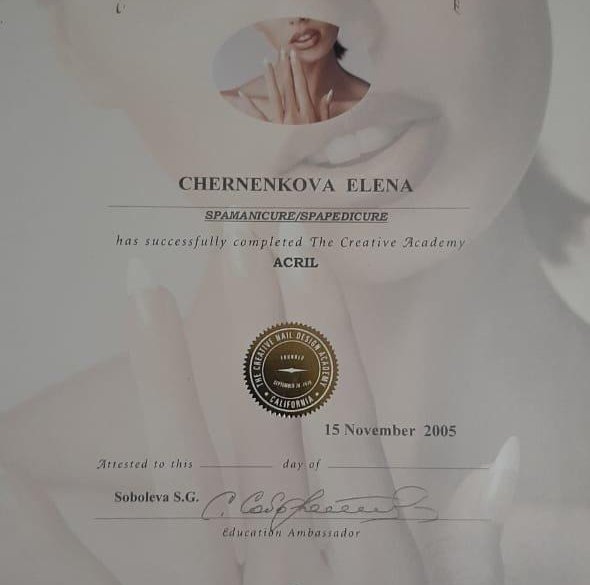 CHERNENKOVA ELENA
SPAMANICURE/SPAPEDICURE
has successfully completed The Creative Academy
ACRIL
THE CREATIVE NAIL DESIGN ACADEMY
FOUNDED
CALIFORNIA
15 November 2005
Attested to this day of
Soboleva S.G.
Education Ambassador